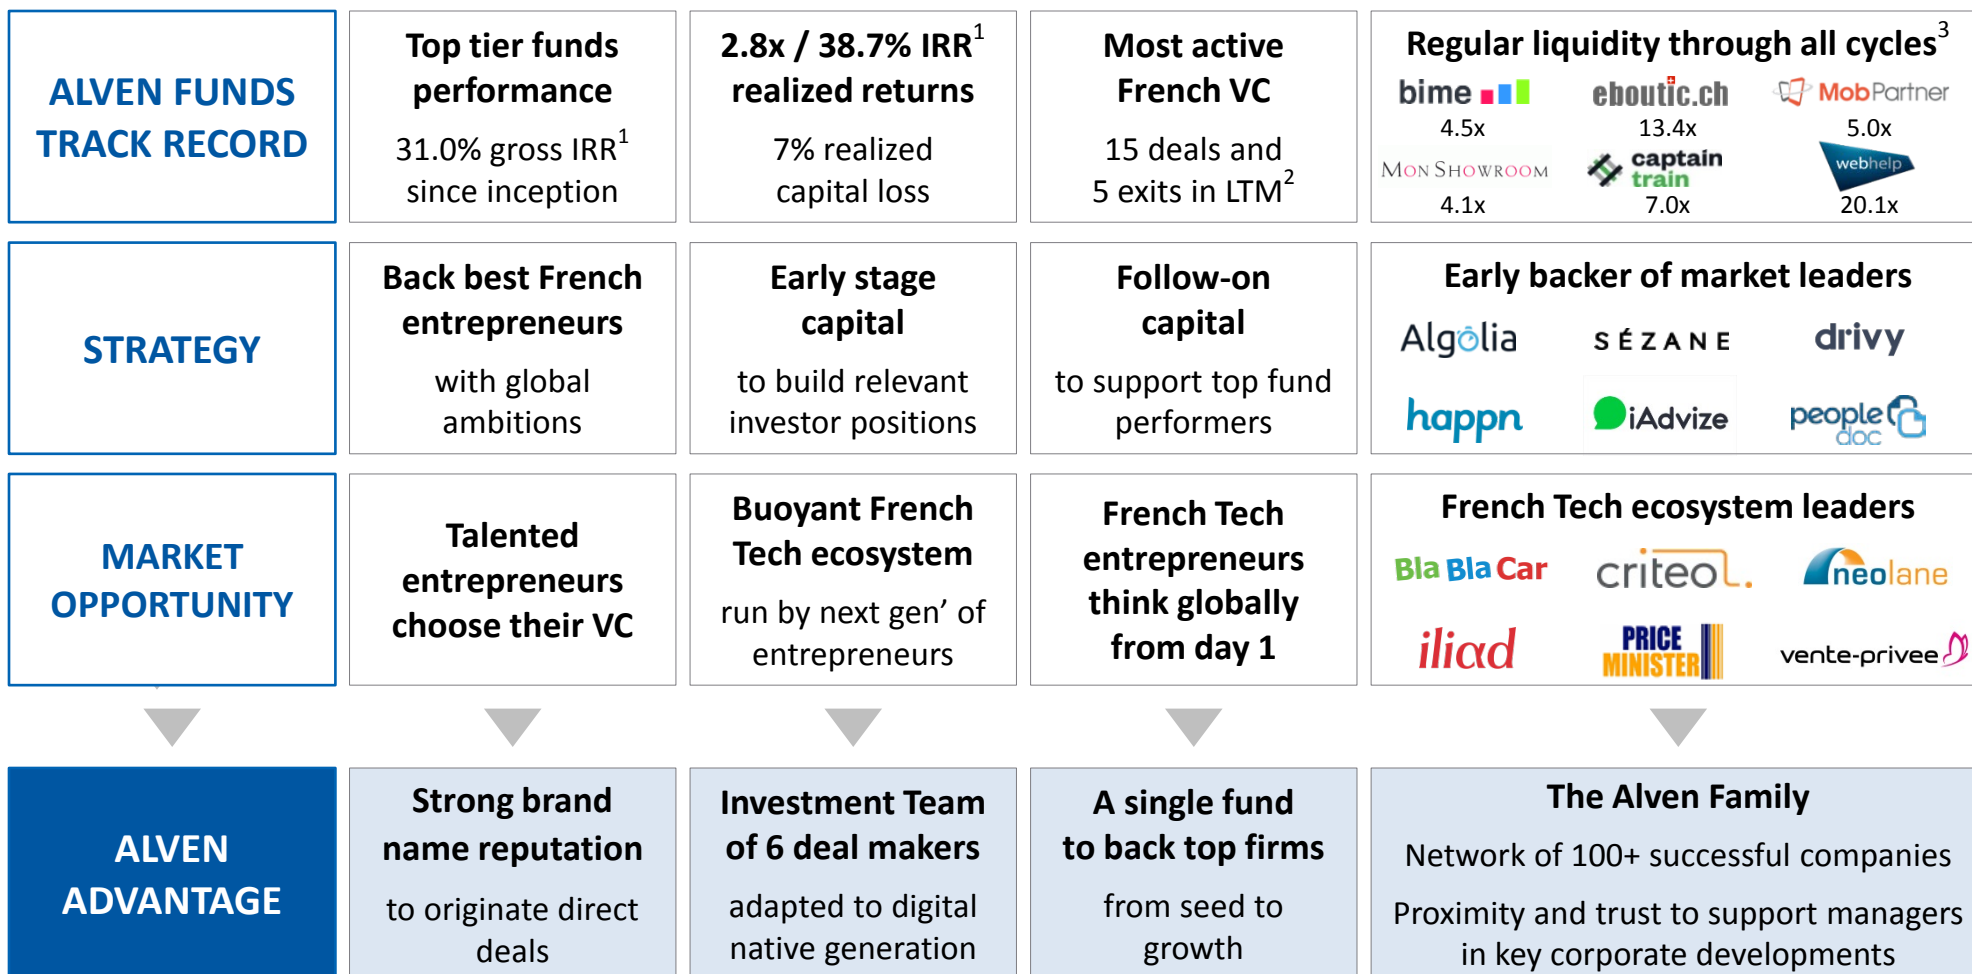 ALVEN FUNDS
TRACK RECORD
Top tier funds
performance
31.0% gross IRR1
since inception
2.8x / 38.7% IRR1
realized returns
7% realized
capital loss
Most active
French VC
15 deals and
5 exits in LTM2
Regular liquidity through all cycles3
bime
eboutic.ch
MobPartner
4.5x
13.4x
5.0x
MON SHOWROOM
captain
train
webhelp
4.1x
7.0x
20.1x
STRATEGY
Back best French
entrepreneurs
with global
ambitions
Early stage
capital
to build relevant
investor positions
Follow-on
capital
to support top fund
performers
Early backer of market leaders
Algolia
SÉZANE
drivy
happn
iAdvize
people
doc
MARKET
OPPORTUNITY
Talented
entrepreneurs
choose their VC
Buoyant French
Tech ecosystem
run by next gen’ of
entrepreneurs
French Tech
entrepreneurs
think globally
from day 1
French Tech ecosystem leaders
BlaBlaCar
criteo.
neolane
iliad
PRICE
MINISTER
vente-privee
ALVEN
ADVANTAGE
Strong brand
name reputation
to originate direct
deals
Investment Team
of 6 deal makers
adapted to digital
native generation
A single fund
to back top firms
from seed to
growth
The Alven Family
Network of 100+ successful companies
Proximity and trust to support managers
in key corporate developments